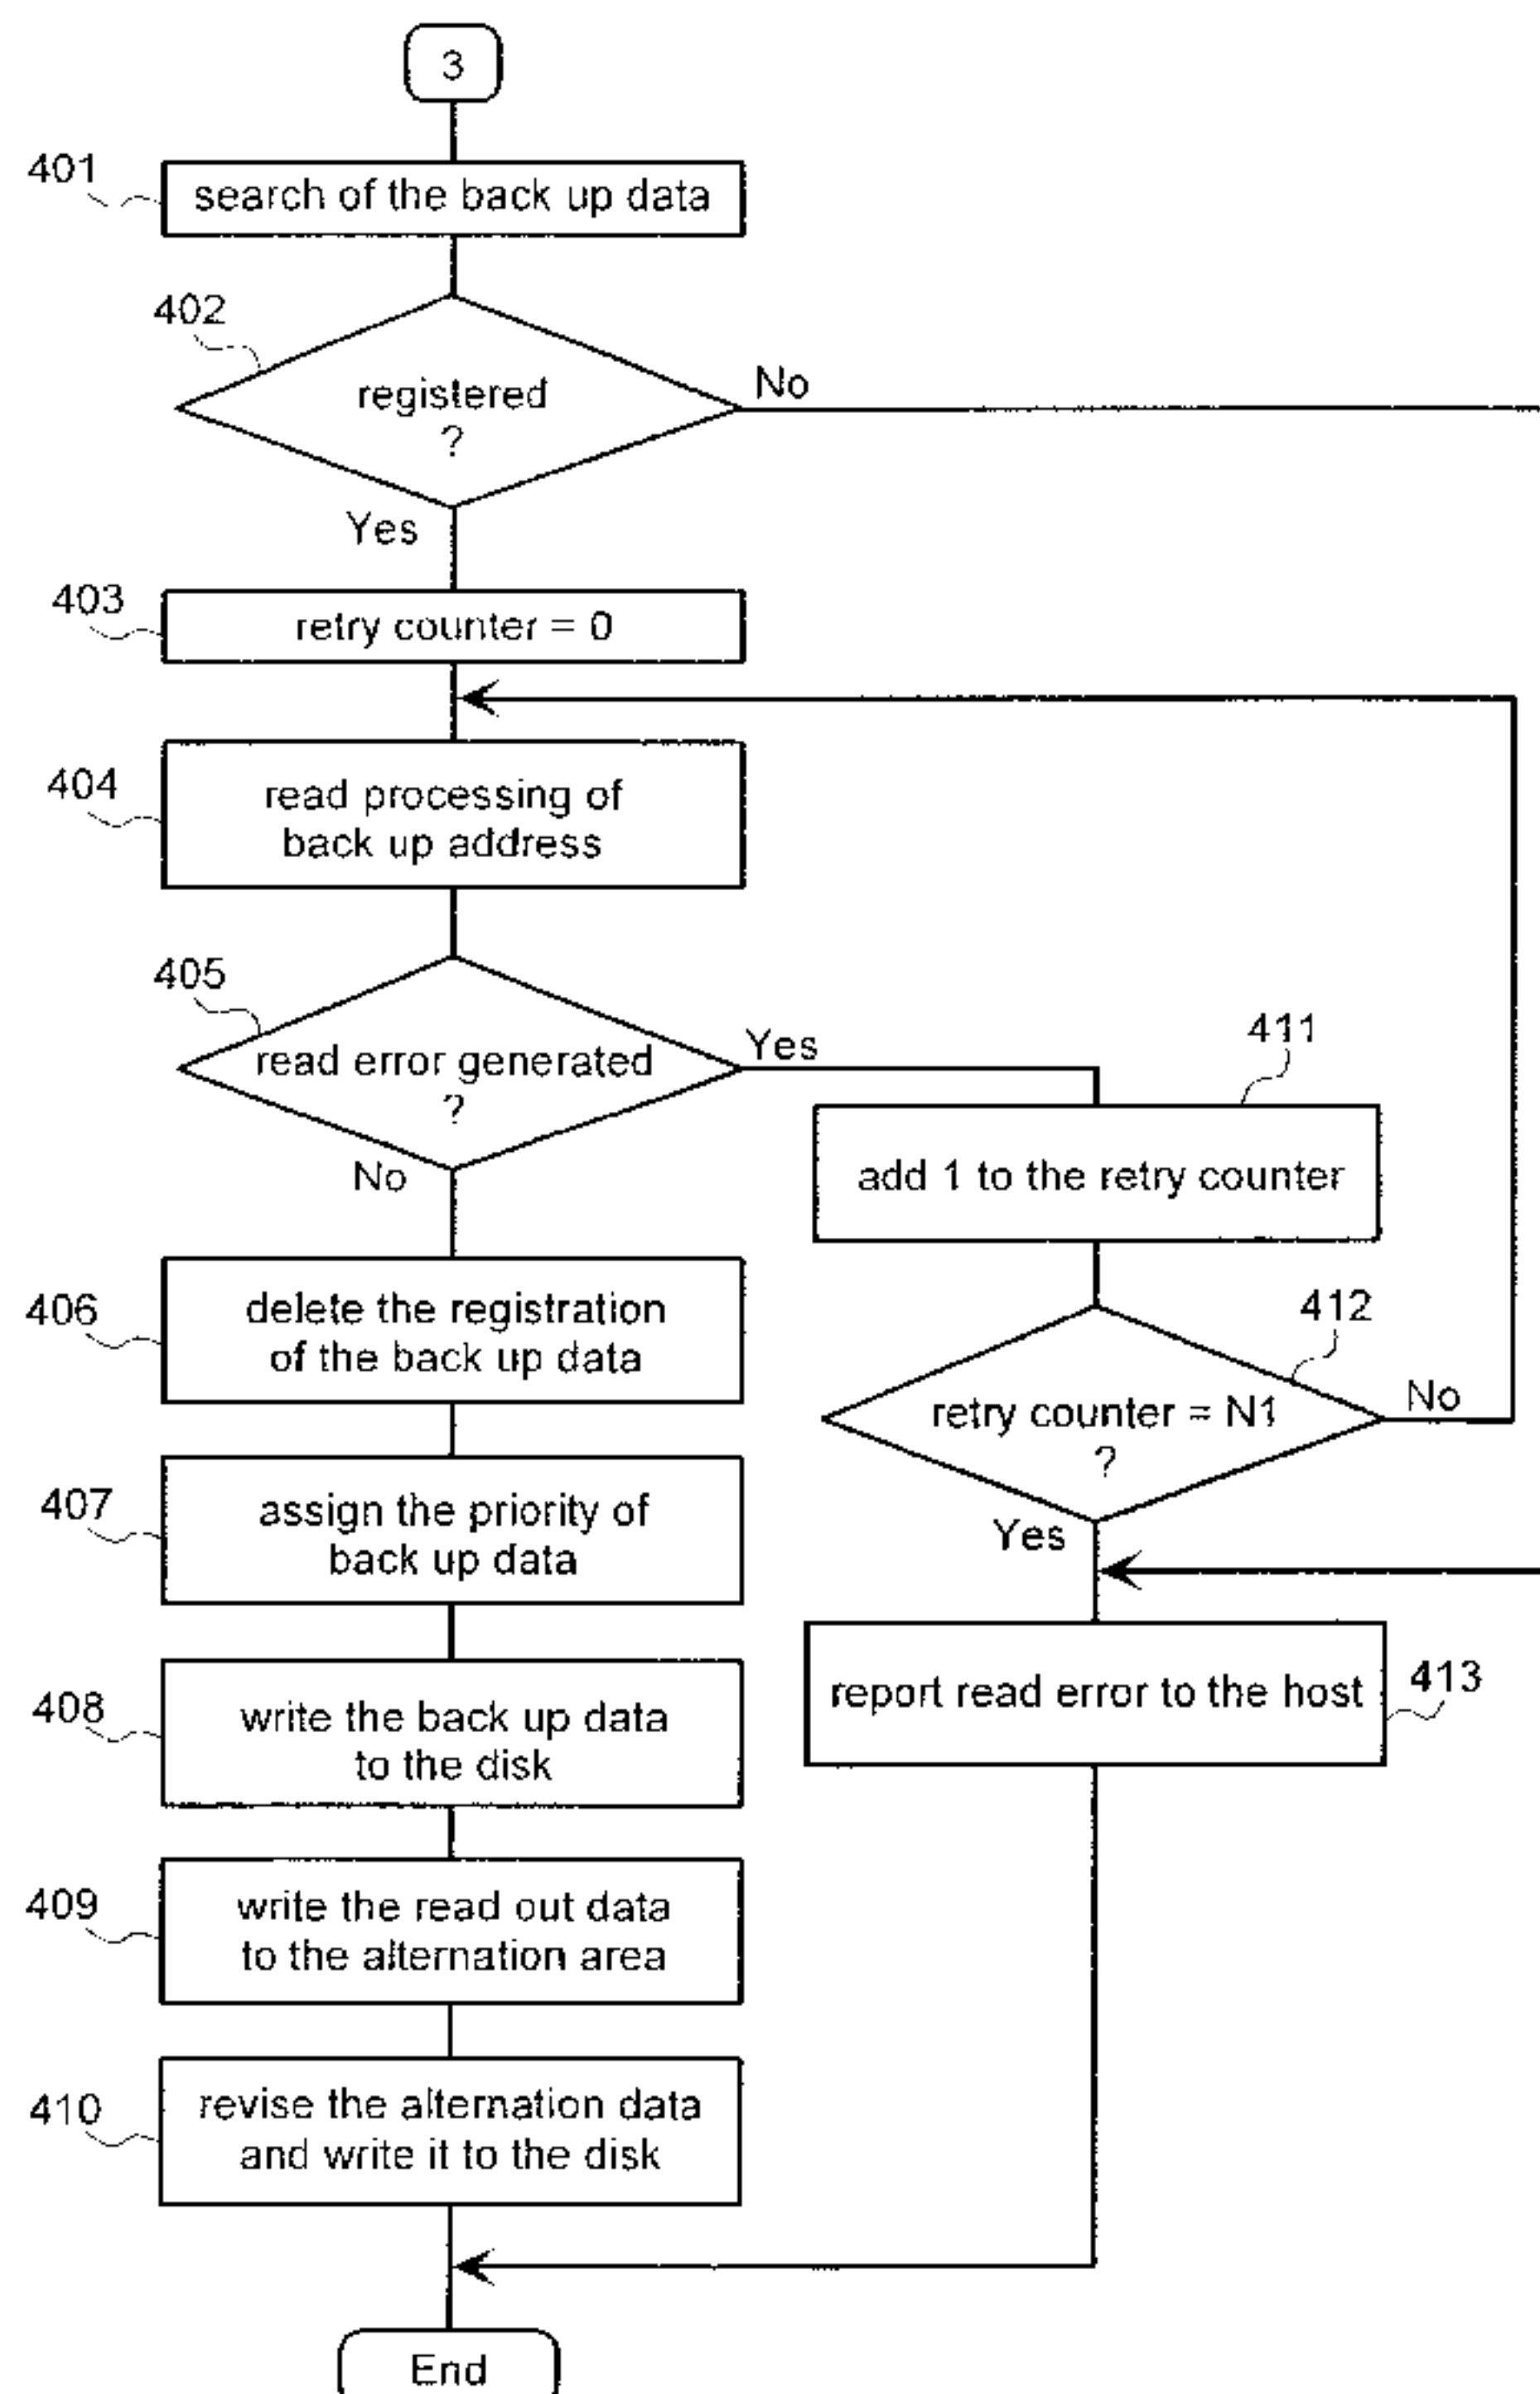 3
401
search of the back up data
402
registered
?
No
Yes
403
retry counter = 0
404
read processing of
back up address
405
read error generated
?
Yes
No
411
add 1 to the retry counter
406
delete the registration
of the back up data
412
retry counter = N1
?
No
Yes
407
assign the priority of
back up data
408
write the back up data
to the disk
report read error to the host
413
409
write the read out data
to the alternation area
410
revise the alternation data
and write it to the disk
End